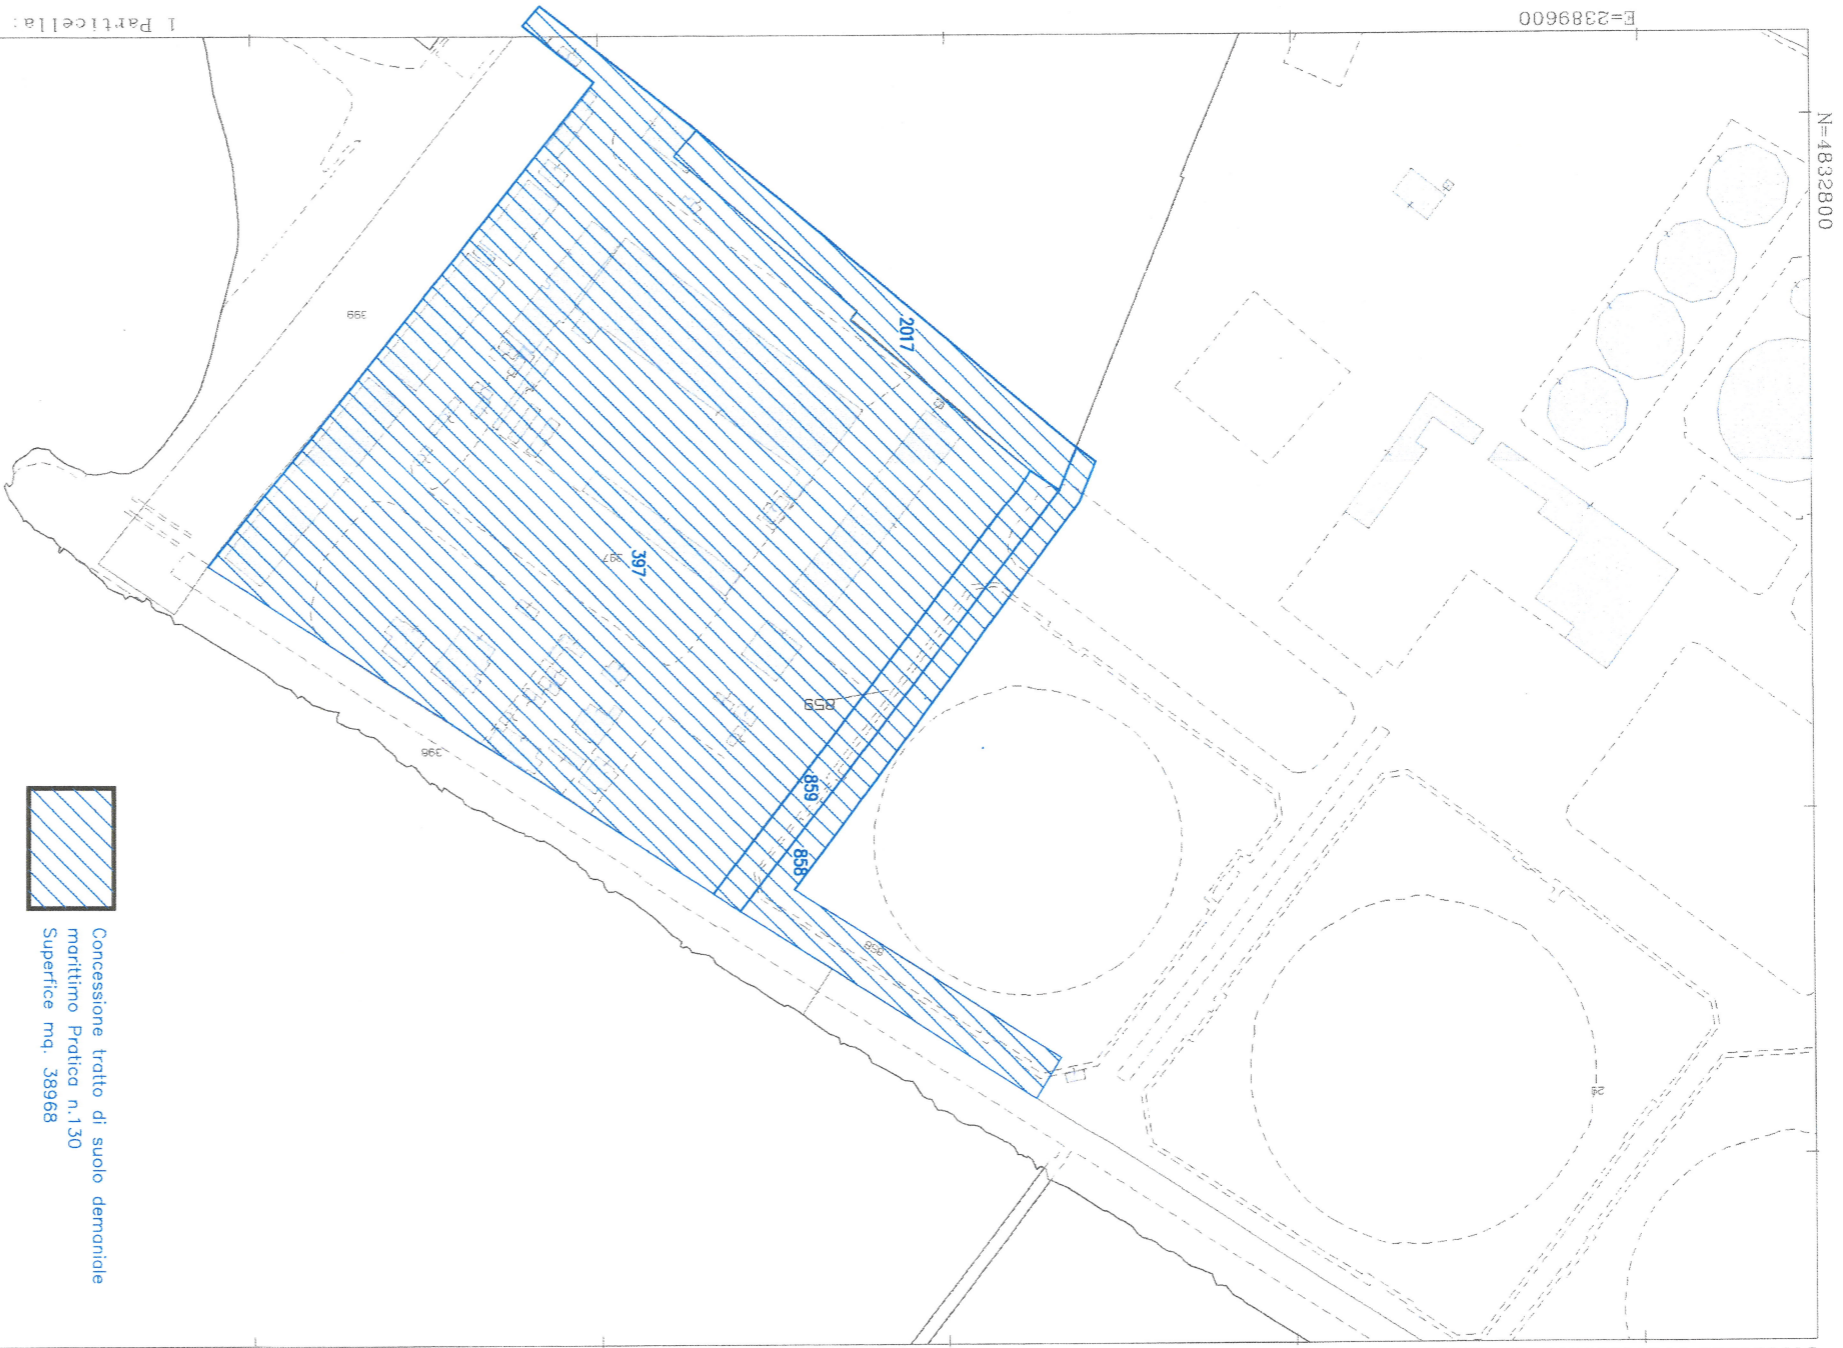 1 Particella:
E=2389600
N=4832800
399
2017
397
397
859
859
858
858
396
26
Concessione tratto di suolo demaniale
marittimo Pratica n.130
Superfice mq. 38968